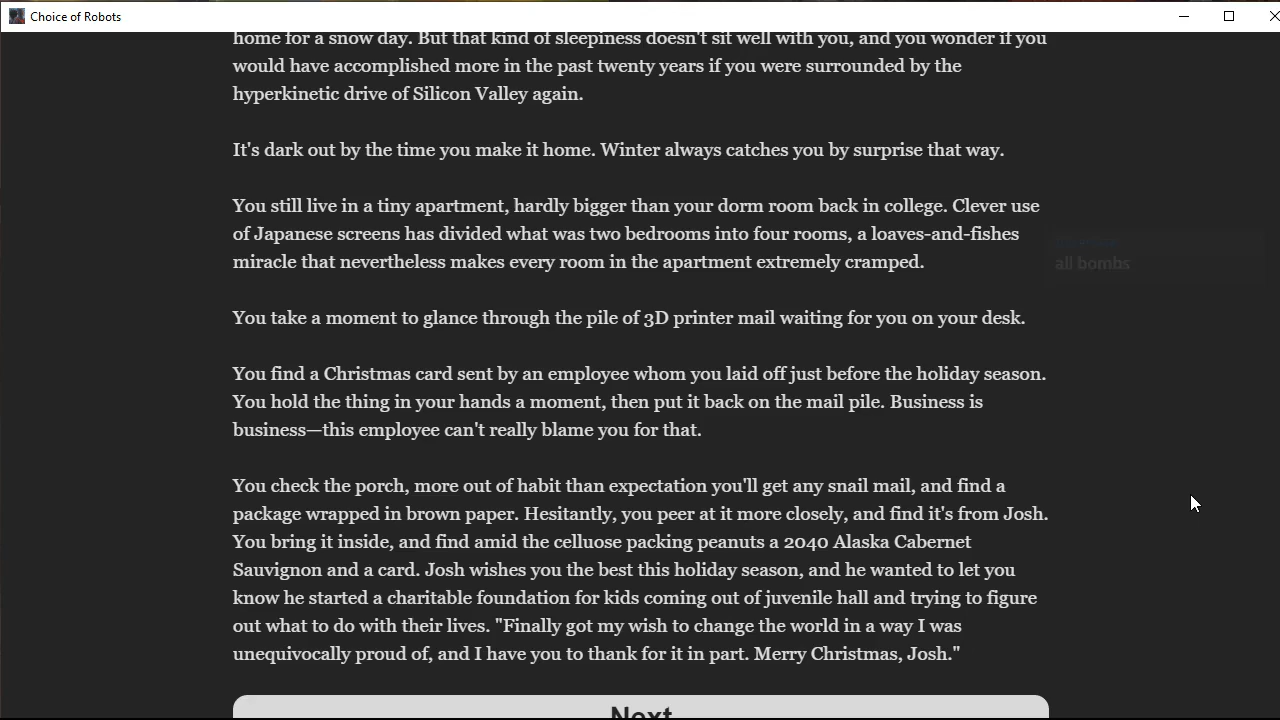 Choice of Robots
home for a snow day. But that kind of sleepiness doesn't sit well with you, and you wonder if you
would have accomplished more in the past twenty years if you were surrounded by the
hyperkinetic drive of Silicon Valley again.
It's dark out by the time you make it home. Winter always catches you by surprise that way.
You still live in a tiny apartment, hardly bigger than your dorm room back in college. Clever use
of Japanese screens has divided what was two bedrooms into four rooms, a loaves-and-fishes
miracle that nevertheless makes every room in the apartment extremely cramped.
all bombs
You take a moment to glance through the pile of 3D printer mail waiting for you on your desk.
You find a Christmas card sent by an employee whom you laid off just before the holiday season.
You hold the thing in your hands a moment, then put it back on the mail pile. Business is
business—this employee can't really blame you for that.
You check the porch, more out of habit than expectation you'll get any snail mail, and find a
package wrapped in brown paper. Hesitantly, you peer at it more closely, and find it's from Josh.
You bring it inside, and find amid the celluose packing peanuts a 2040 Alaska Cabernet
Sauvignon and a card. Josh wishes you the best this holiday season, and he wanted to let you
know he started a charitable foundation for kids coming out of juvenile hall and trying to figure
out what to do with their lives. "Finally got my wish to change the world in a way I was
unequivocally proud of, and I have you to thank for it in part. Merry Christmas, Josh."
Next